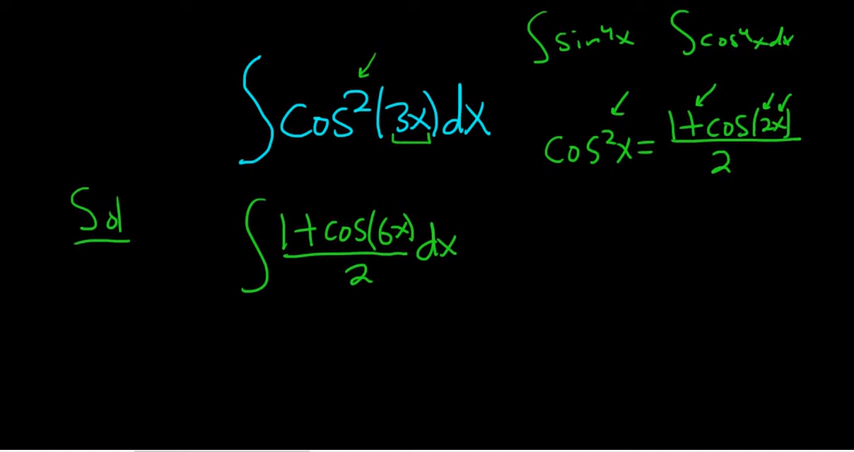 ∫sin⁴x ∫cos⁴x dx
∫cos²(3x)dx
cos²x = (1+cos(2x))/2
Sol ∫(1+cos(6x))/2 dx